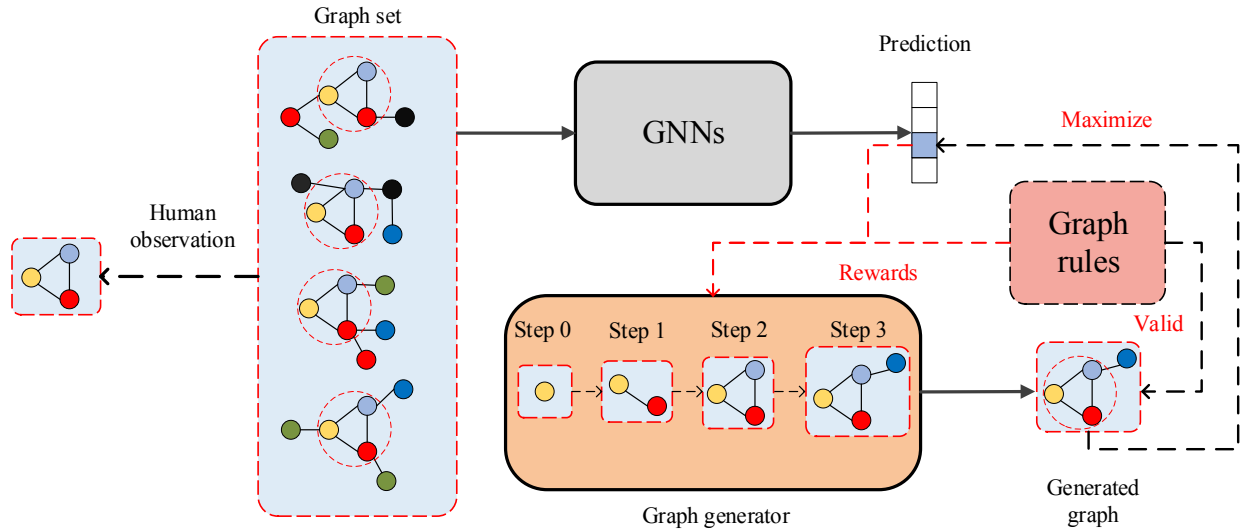 Graph set
Prediction
GNNs
Maximize
Human
observation
Graph
rules
Rewards
Valid
Step 0
Step 1
Step 2
Step 3
Graph generator
Generated
graph